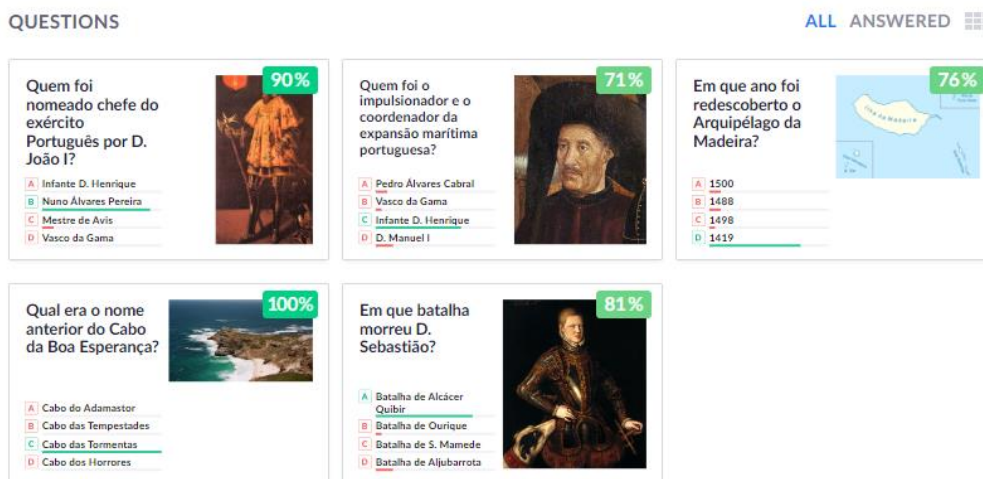 QUESTIONS
ALL ANSWERED
90%
Quem foi
nomeado chefe do
exército
Português por D.
João I?
A Infante D. Henrique
B Nuno Álvares Pereira
C Mestre de Avis
D Vasco da Gama
71%
Quem foi o
impulsionador e o
coordenador da
expansão marítima
portuguesa?
A Pedro Álvares Cabral
B Vasco da Gama
C Infante D. Henrique
D D. Manuel I
76%
Em que ano foi
redescoberto o
Arquipélago da
Madeira?
Ilha da Madeira
A 1500
B 1488
C 1498
D 1419
100%
Qual era o nome
anterior do Cabo
da Boa Esperança?
A Cabo do Adamastor
B Cabo das Tempestades
C Cabo das Tormentas
D Cabo dos Horrores
81%
Em que batalha
morreu D.
Sebastião?
A Batalha de Alcácer
Quibir
B Batalha de Ourique
C Batalha de S. Mamede
D Batalha de Aljubarrota